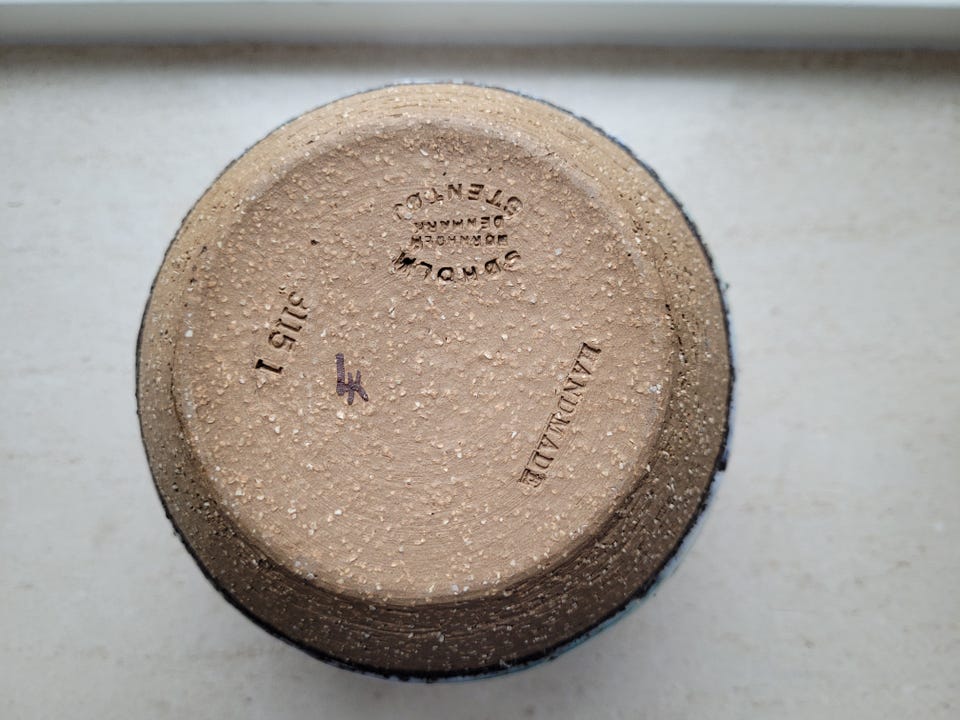 SØHOLM
BORNHOLM
DENMARK
STENTØJ
3115 1
HANDMADE